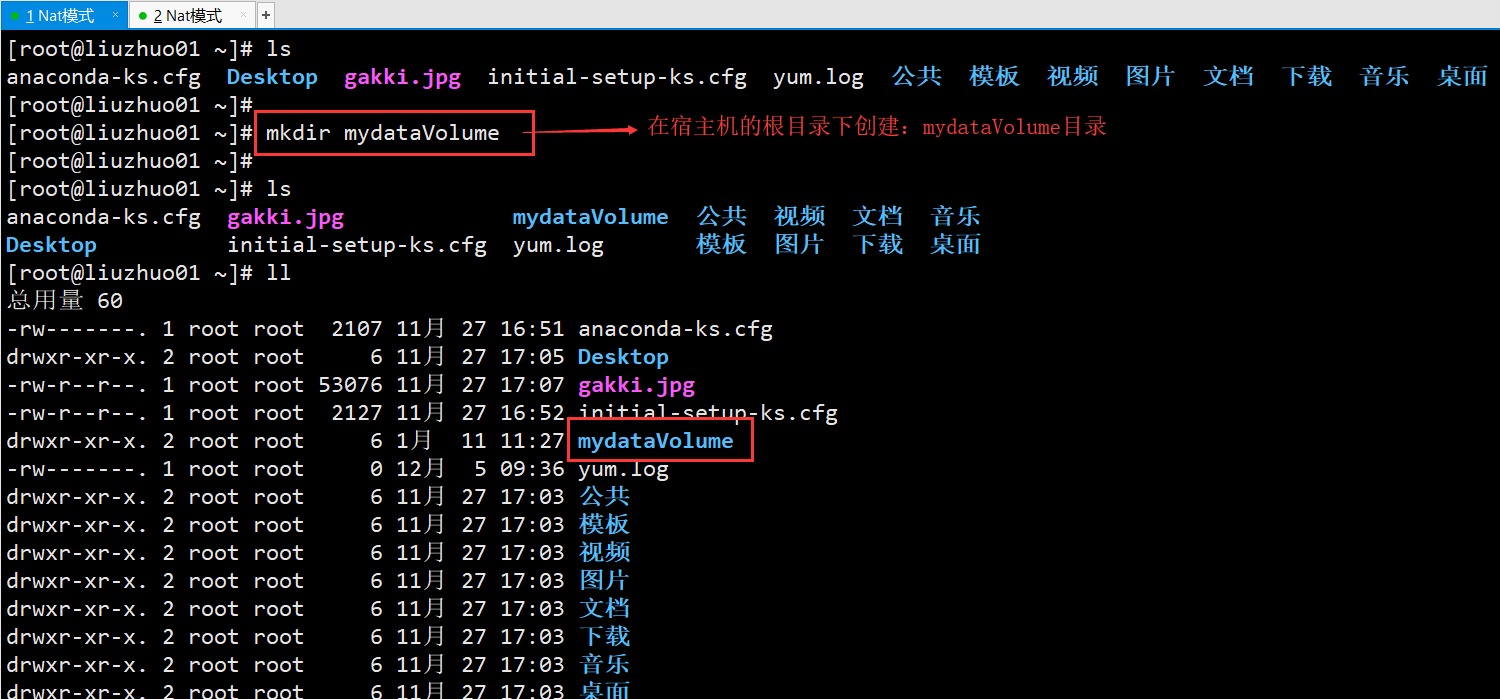 1 Nat模式 × 2 Nat模式 × +
[root@liuzhuo01 ~]# ls
anaconda-ks.cfg Desktop gakki.jpg initial-setup-ks.cfg yum.log 公共 模板 视频 图片 文档 下载 音乐 桌面
[root@liuzhuo01 ~]#
[root@liuzhuo01 ~]# mkdir mydataVolume 在宿主机的根目录下创建：mydataVolume目录
[root@liuzhuo01 ~]#
[root@liuzhuo01 ~]# ls
anaconda-ks.cfg gakki.jpg mydataVolume 公共 视频 文档 音乐
Desktop initial-setup-ks.cfg yum.log 模板 图片 下载 桌面
[root@liuzhuo01 ~]# ll
总用量 60
-rw-------. 1 root root 2107 11月 27 16:51 anaconda-ks.cfg
drwxr-xr-x. 2 root root 6 11月 27 17:05 Desktop
-rw-r--r--. 1 root root 53076 11月 27 17:07 gakki.jpg
-rw-r--r--. 1 root root 2127 11月 27 16:52 initial-setup-ks.cfg
drwxr-xr-x. 2 root root 6 1月 11 11:27 mydataVolume
-rw-------. 1 root root 0 12月 5 09:36 yum.log
drwxr-xr-x. 2 root root 6 11月 27 17:03 公共
drwxr-xr-x. 2 root root 6 11月 27 17:03 模板
drwxr-xr-x. 2 root root 6 11月 27 17:03 视频
drwxr-xr-x. 2 root root 6 11月 27 17:03 图片
drwxr-xr-x. 2 root root 6 11月 27 17:03 文档
drwxr-xr-x. 2 root root 6 11月 27 17:03 下载
drwxr-xr-x. 2 root root 6 11月 27 17:03 音乐
drwxr-xr-x. 2 root root 6 11月 27 17:03 桌面